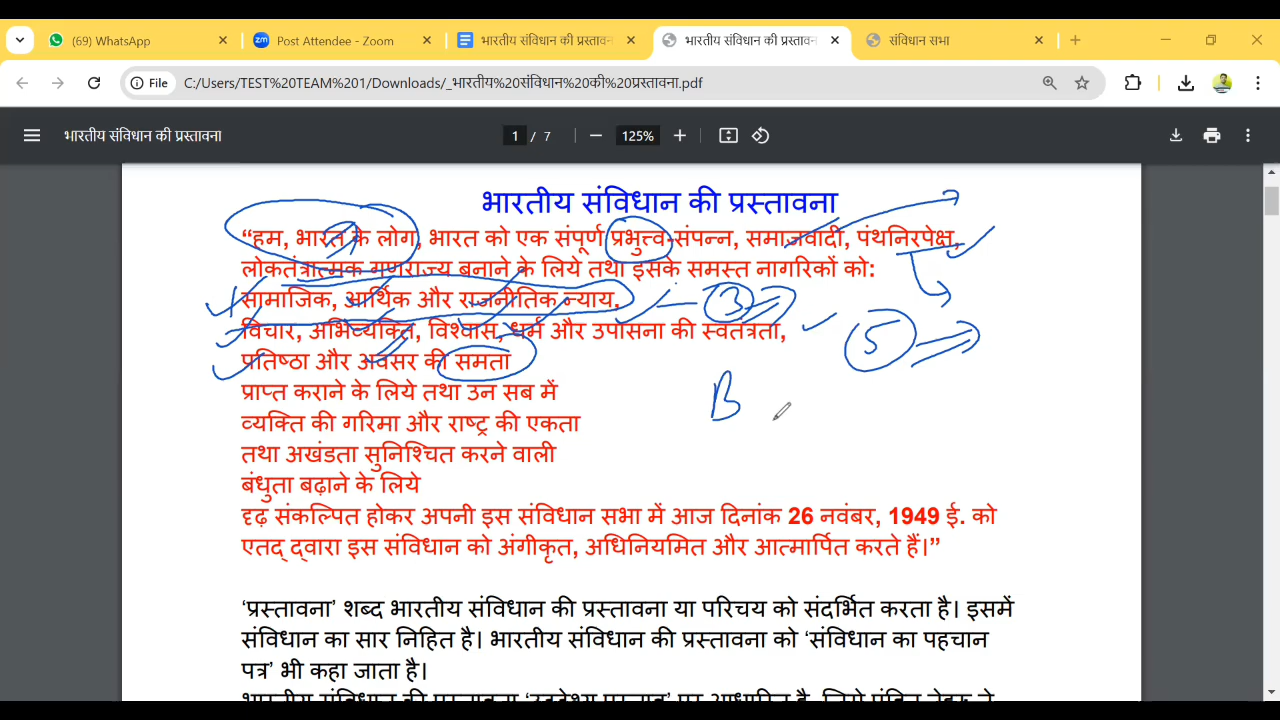 (69) WhatsApp
Post Attendee - Zoom
भारतीय संविधान की प्रस्तावन
भारतीय संविधान की प्रस्तावन
संविधान सभा
File
C:/Users/TEST%20TEAM%201/Downloads/_भारतीय%20संविधान%20की%20प्रस्तावना.pdf
भारतीय संविधान की प्रस्तावना
1 / 7
125%
भारतीय संविधान की प्रस्तावना
“हम, भारत के लोग, भारत को एक संपूर्ण प्रभुत्त्व-संपन्न, समाजवादी, पंथनिरपेक्ष,
लोकतंत्रात्मक गणराज्य बनाने के लिये तथा इसके समस्त नागरिकों को:
सामाजिक, आर्थिक और राजनीतिक न्याय,
3
विचार, अभिव्यक्ति, विश्वास, धर्म और उपासना की स्वतंत्रता,
5
प्रतिष्ठा और अवसर की समता
प्राप्त कराने के लिये तथा उन सब में
B
व्यक्ति की गरिमा और राष्ट्र की एकता
तथा अखंडता सुनिश्चित करने वाली
बंधुता बढ़ाने के लिये
दृढ़ संकल्पित होकर अपनी इस संविधान सभा में आज दिनांक 26 नवंबर, 1949 ई. को
एतद् द्वारा इस संविधान को अंगीकृत, अधिनियमित और आत्मार्पित करते हैं।”
‘प्रस्तावना’ शब्द भारतीय संविधान की प्रस्तावना या परिचय को संदर्भित करता है। इसमें
संविधान का सार निहित है। भारतीय संविधान की प्रस्तावना को ‘संविधान का पहचान
पत्र’ भी कहा जाता है।